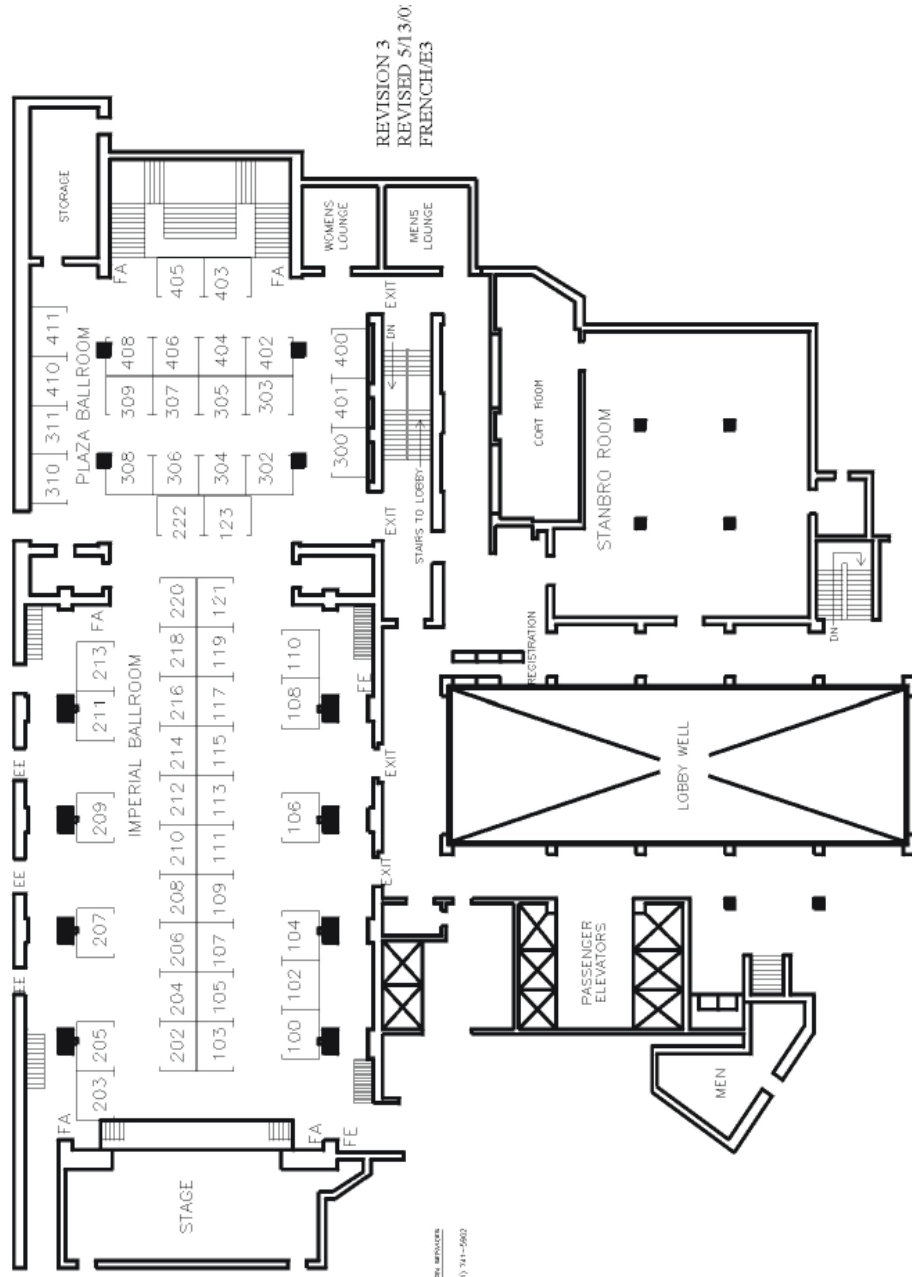 REVISION 3
FRENCH/E3
STORAGE
FA
405
403
FA
WOMENS
LOUNGE
MENS
LOUNGE
PLAZA BALLROOM
310 311 410 411
308 309 408
306 307 406
304 305 404
302 303 402
300 401 400
222
123
EXIT
EXIT
DN
STAIRS TO LOBBY
COAT ROOM
STANBRO ROOM
DN
REGISTRATION
LOBBY WELL
IMPERIAL BALLROOM
FA
EE
EE
EE
203 205 207 209 211 213
202 204 206 208 210 212 214 216 218 220
103 105 107 109 111 113 115 117 119 121
100 102 104 106 108 110
FE
EXIT
EXIT
PASSENGER
ELEVATORS
MEN
FA
FA
FE
STAGE